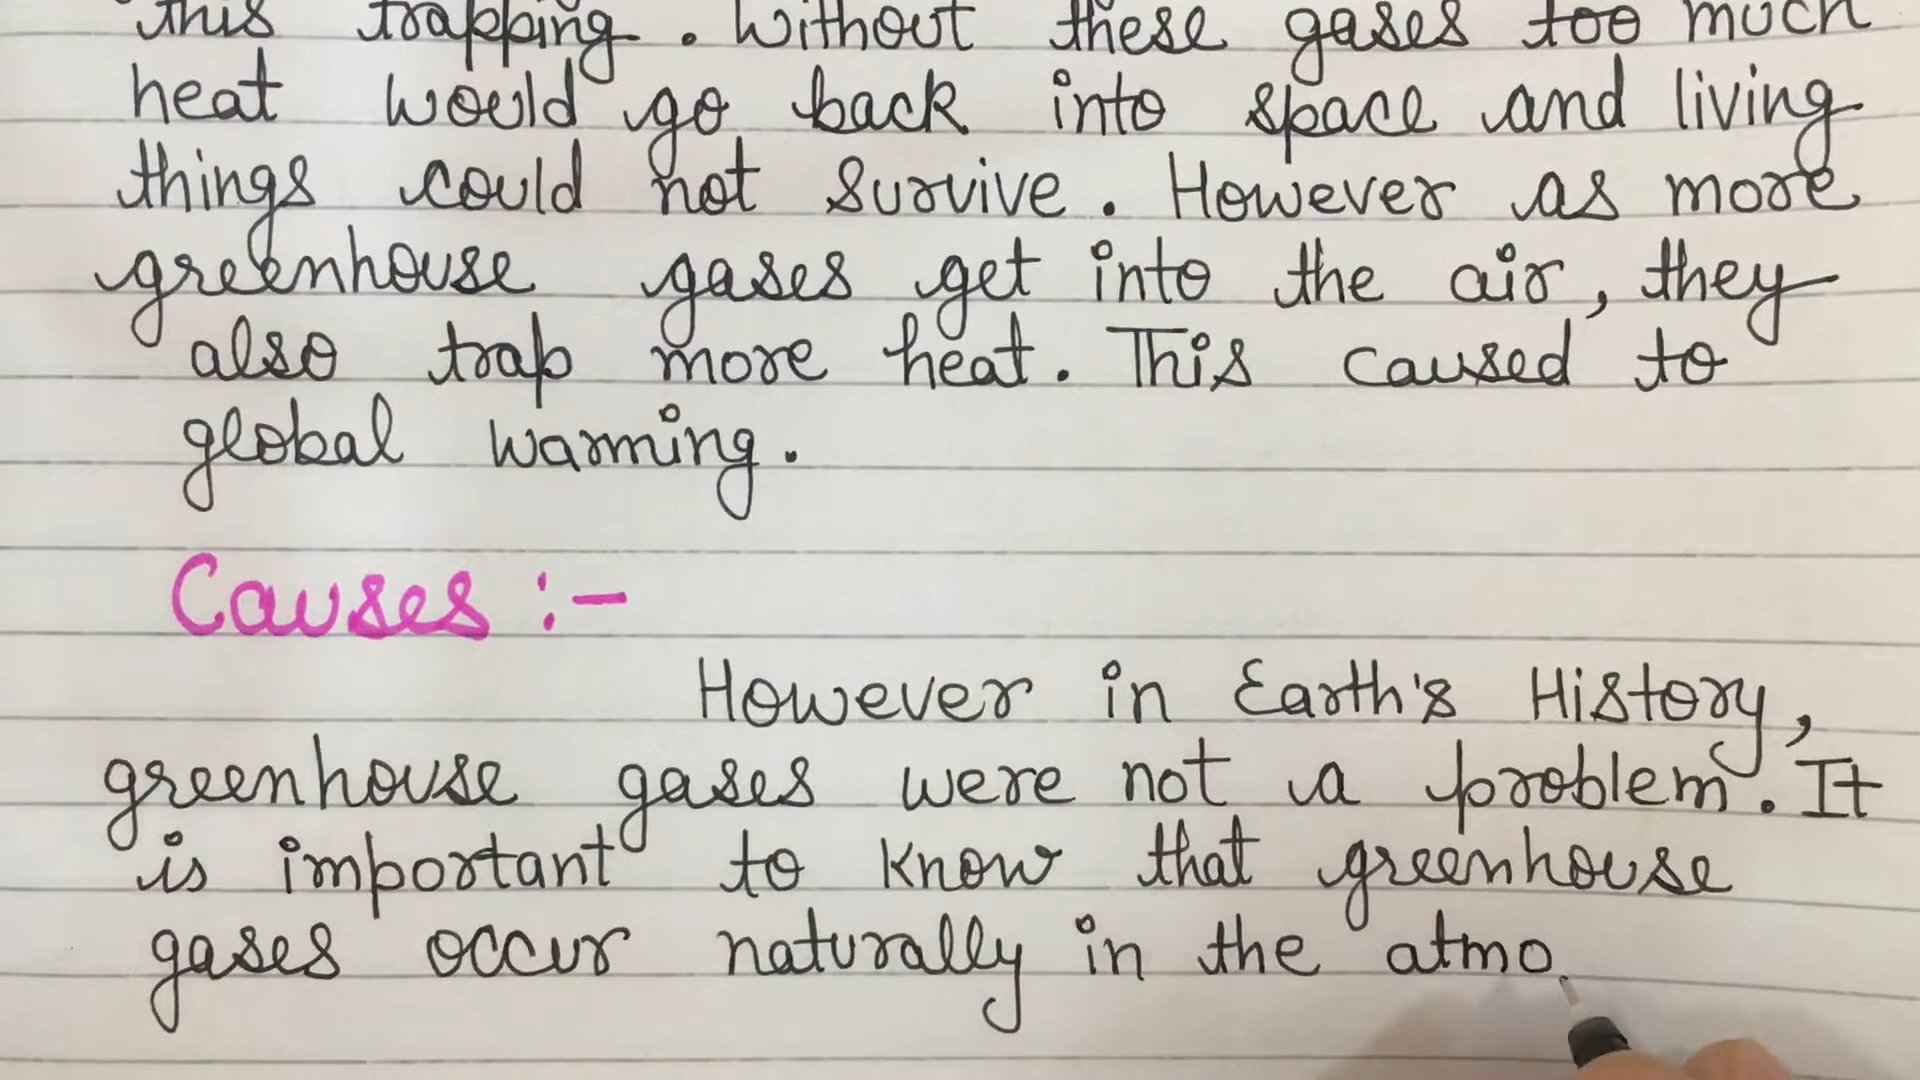 this trapping. Without these gases too much
heat would go back into space and living
things could not survive. However as more
greenhouse gases get into the air, they
also trap more heat. This caused to
global warming.
Causes :-
However in Earth's History,
greenhouse gases were not a problem. It
is important to know that greenhouse
gases occur naturally in the atmo